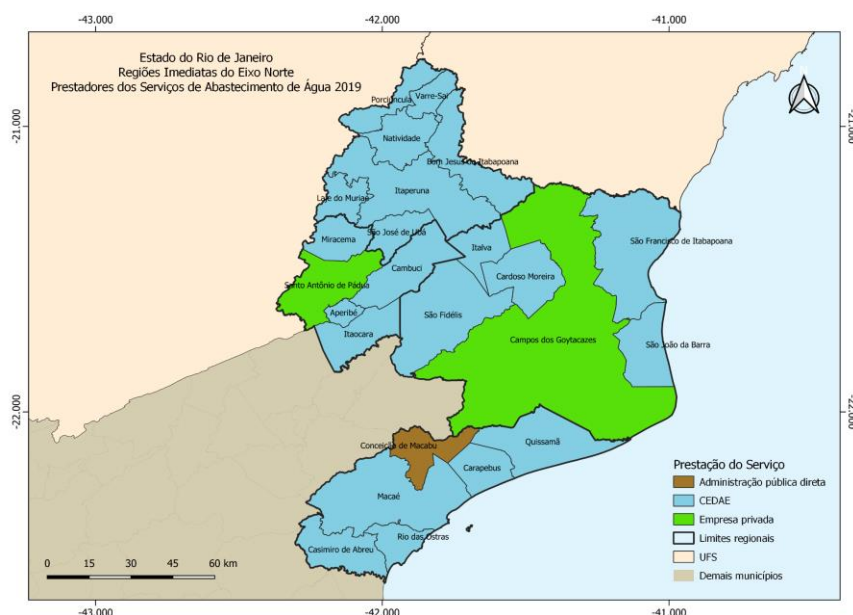 -43.000
-42.000
-41.000
Estado do Rio de Janeiro
Regiões Imediatas do Eixo Norte
Prestadores dos Serviços de Abastecimento de Água 2019
N
-21.000
-21.000
Porciúncula
Varre-Sai
Natividade
Bom Jesus do Itabapoana
Itaperuna
Laje do Muriaé
São José de Ubá
Miracema
Italva
São Francisco de Itabapoana
Cambuci
Cardoso Moreira
Santo Antônio de Pádua
Aperibé
São Fidélis
Itaocara
Campos dos Goytacazes
São João da Barra
-22.000
-22.000
Conceição de Macabu
Quissamã
Carapebus
Macaé
Rio das Ostras
Casimiro de Abreu
Prestação do Serviço
Administração pública direta
CEDAE
Empresa privada
Limites regionais
UFS
Demais municípios
0 15 30 45 60 km
-43.000
-42.000
-41.000